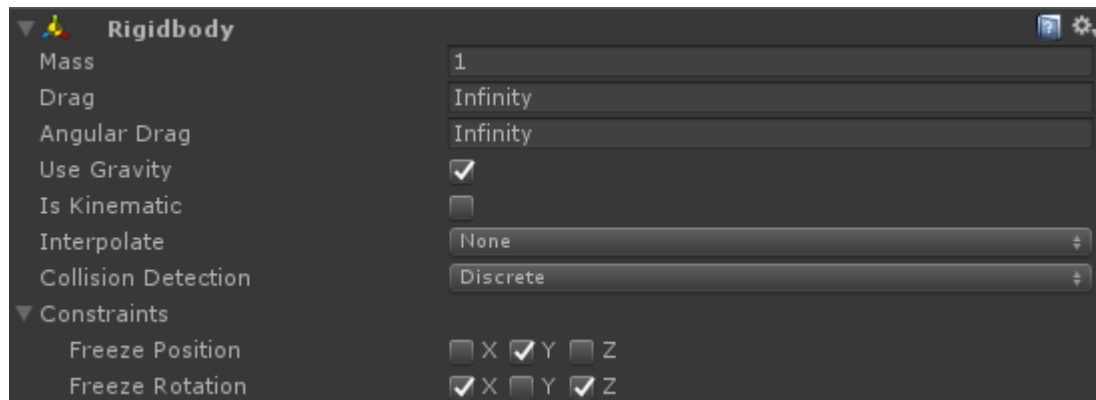 Rigidbody
Mass 1
Drag Infinity
Angular Drag Infinity
Use Gravity
Is Kinematic
Interpolate None
Collision Detection Discrete
Constraints
Freeze Position X Y Z
Freeze Rotation X Y Z